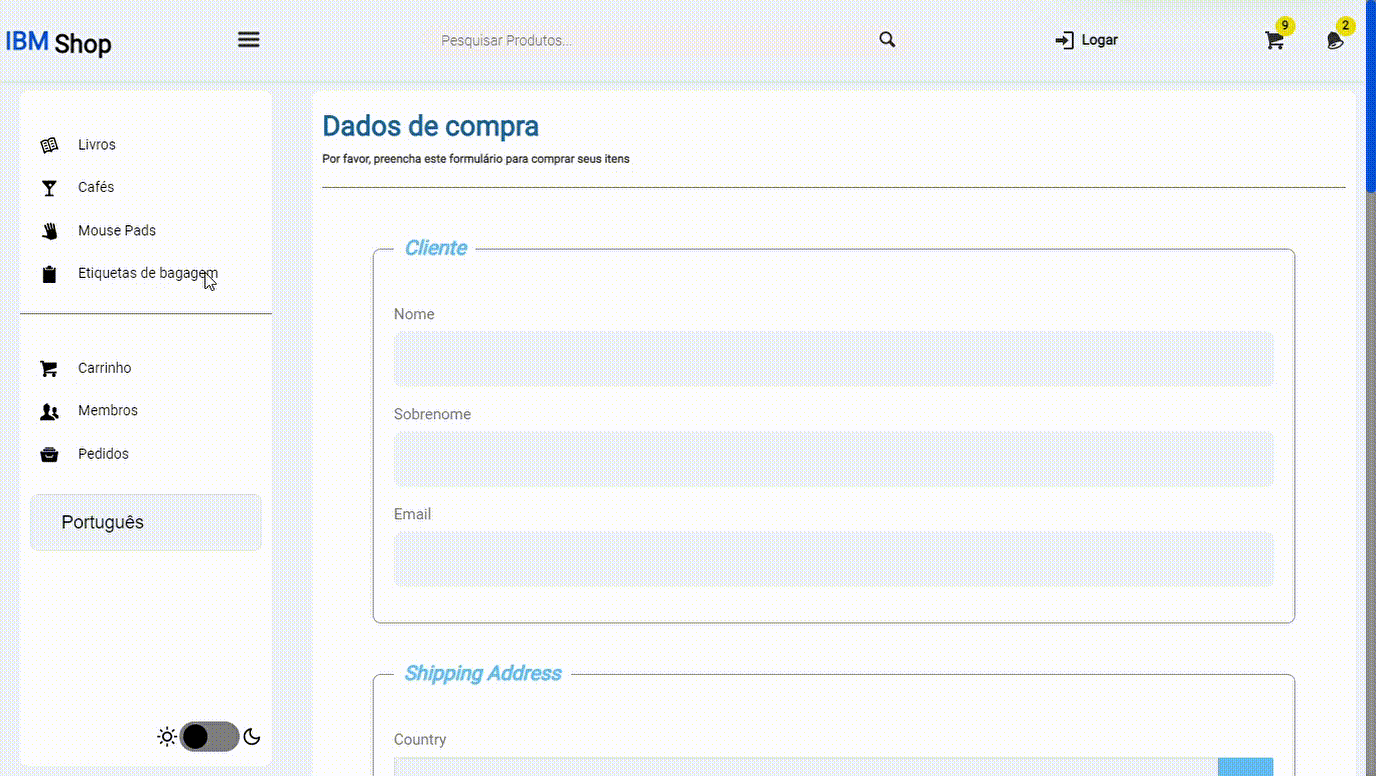 IBM Shop
Pesquisar Produtos...
Logar
9
2
Livros
Cafés
Mouse Pads
Etiquetas de bagagem
Carrinho
Membros
Pedidos
Português
Dados de compra
Por favor, preencha este formulário para comprar seus itens
Cliente
Nome
Sobrenome
Email
Shipping Address
Country